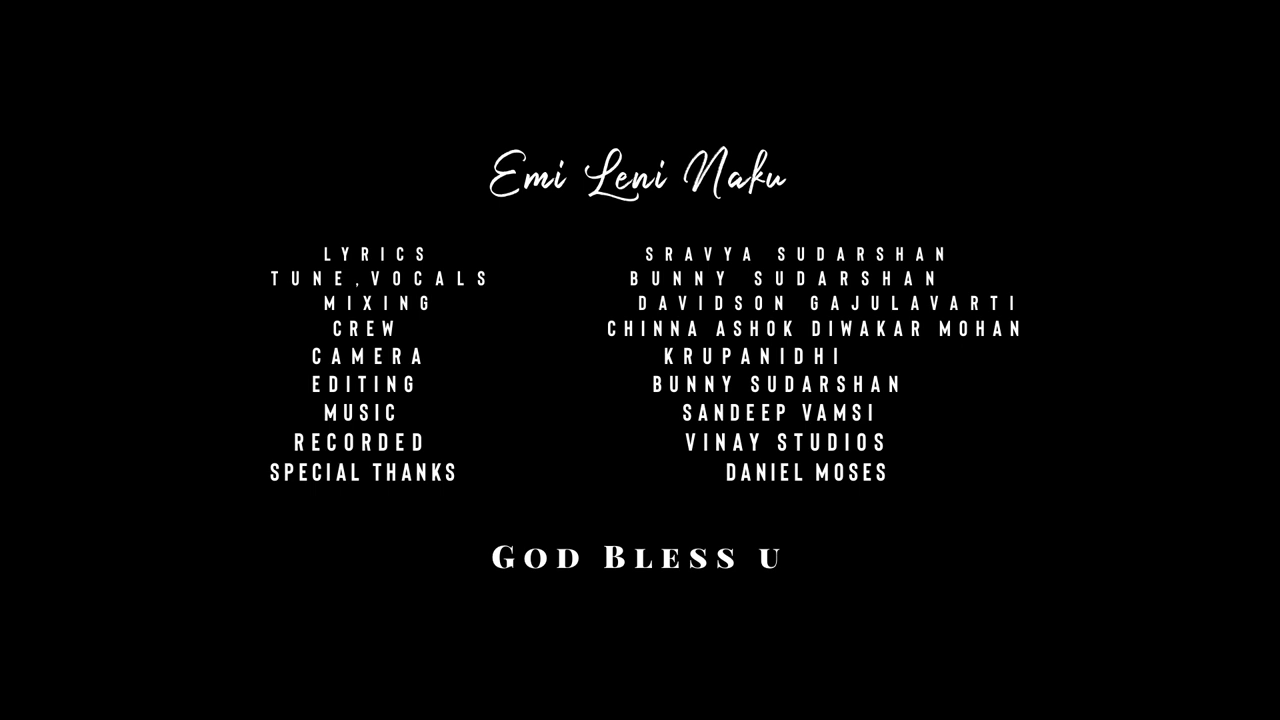 Emi Leni Naku
LYRICS SRAVYA SUDARSHAN
TUNE,VOCALS BUNNY SUDARSHAN
MIXING DAVIDSON GAJULAVARTI
CREW CHINNA ASHOK DIWAKAR MOHAN
CAMERA KRUPANIDHI
EDITING BUNNY SUDARSHAN
MUSIC SANDEEP VAMSI
RECORDED VINAY STUDIOS
SPECIAL THANKS DANIEL MOSES
God Bless u